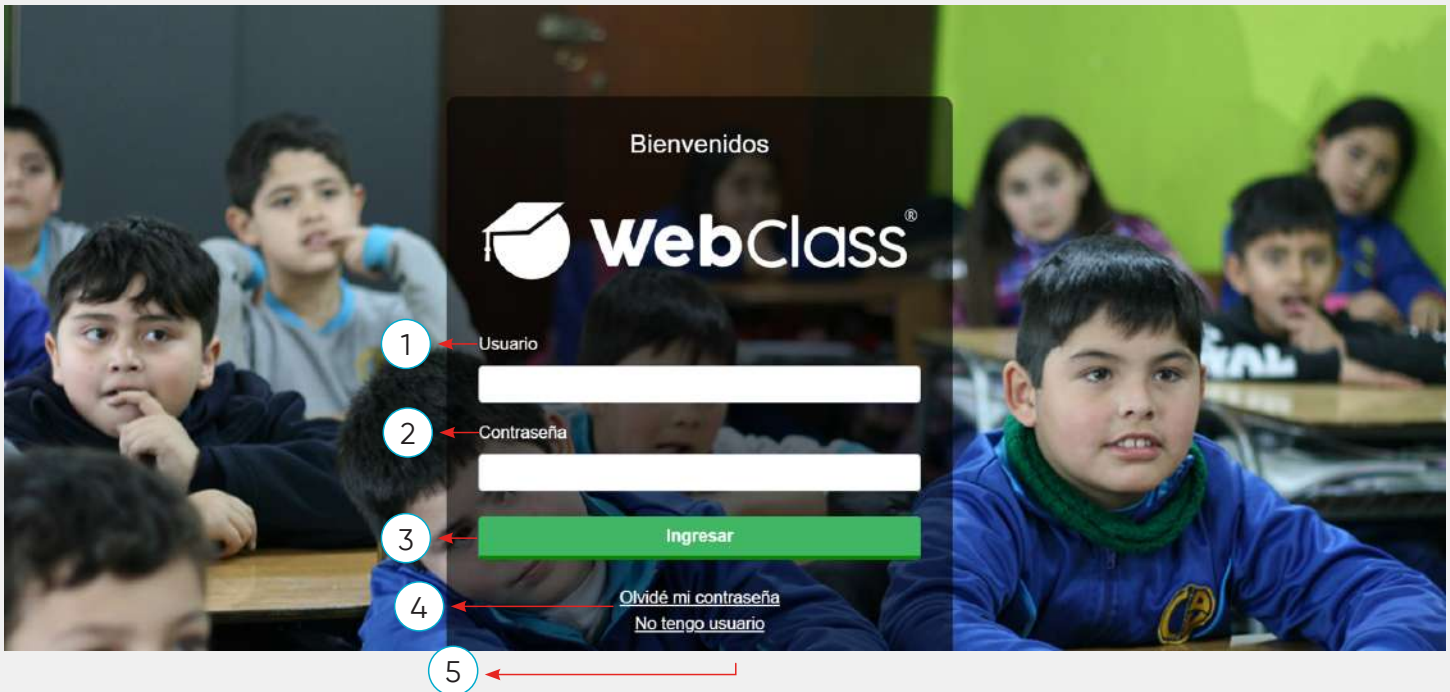 Bienvenidos
WebClass®
1 Usuario
2 Contraseña
3 Ingresar
4 Olvidé mi contraseña
No tengo usuario
5